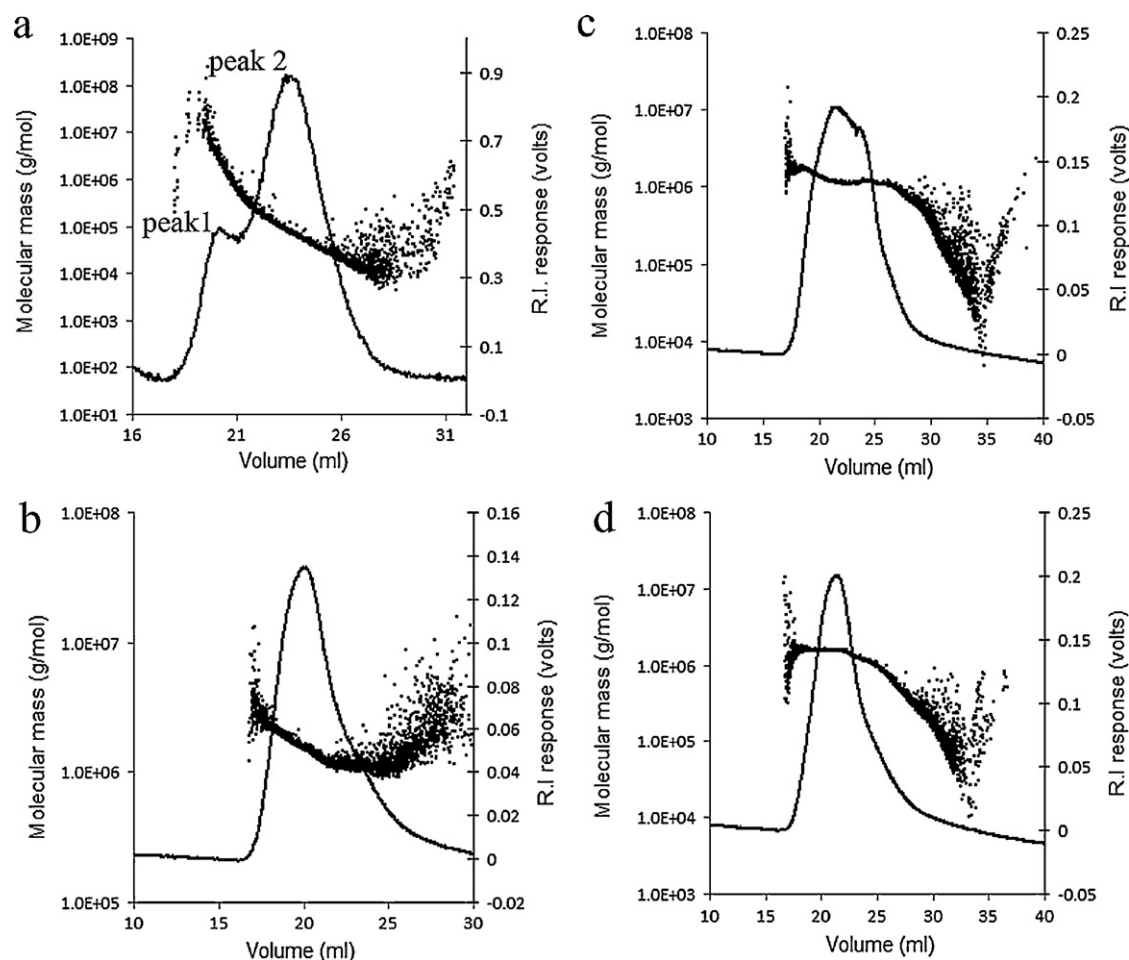 a
peak 2
peak1
1.0E+09
1.0E+08
1.0E+07
1.0E+06
1.0E+05
1.0E+04
1.0E+03
1.0E+02
1.0E+01
Molecular mass (g/mol)
0.9
0.7
0.5
0.3
0.1
-0.1
R.I. response (volts)
16 21 26 31
Volume (ml)
c
1.0E+08
1.0E+07
1.0E+06
1.0E+05
1.0E+04
1.0E+03
Molecular mass (g/mol)
0.25
0.2
0.15
0.1
0.05
0
-0.05
R.I response (volts)
10 15 20 25 30 35 40
Volume (ml)
b
1.0E+08
1.0E+07
1.0E+06
1.0E+05
Molecular mass (g/mol)
0.16
0.14
0.12
0.1
0.08
0.06
0.04
0.02
0
-0.02
R.I response (volts)
10 15 20 25 30
Volume (ml)
d
1.0E+08
1.0E+07
1.0E+06
1.0E+05
1.0E+04
1.0E+03
Molecular mass (g/mol)
0.25
0.2
0.15
0.1
0.05
0
-0.05
R.I response (volts)
10 15 20 25 30 35 40
Volume (ml)